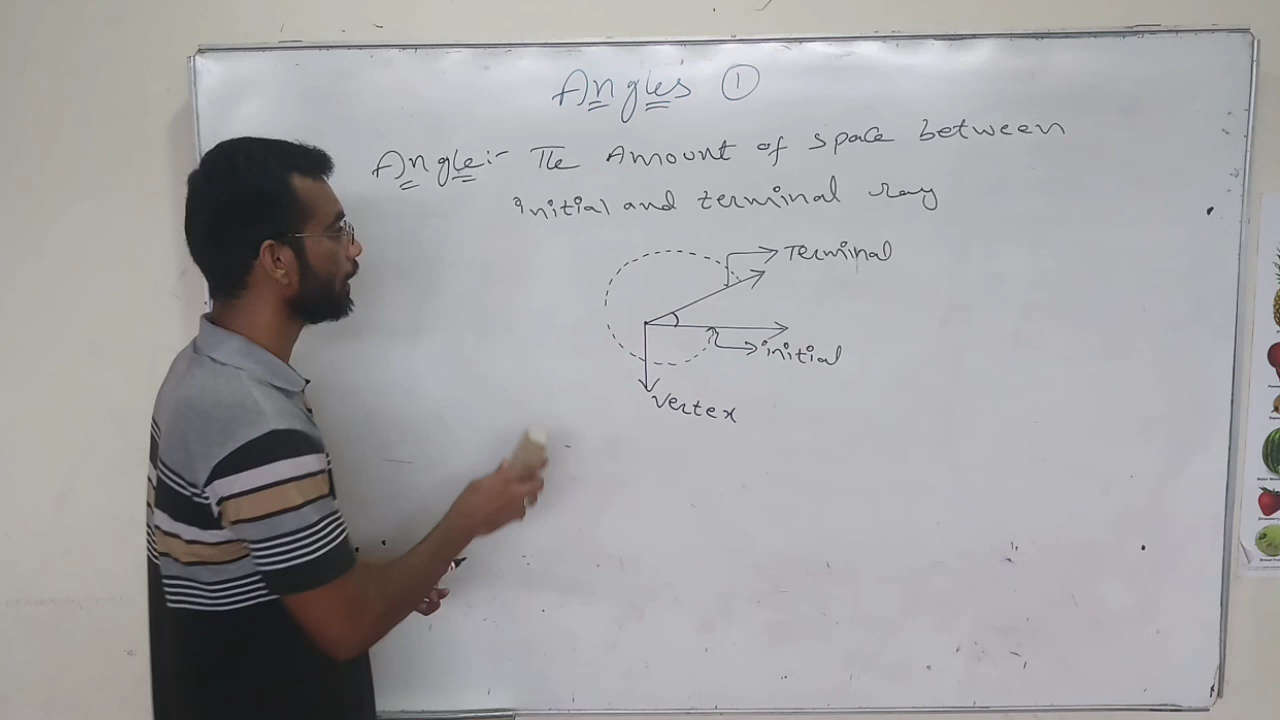 Angles ①
Angle:- The Amount of space between
initial and terminal ray
Terminal
initial
Vertex